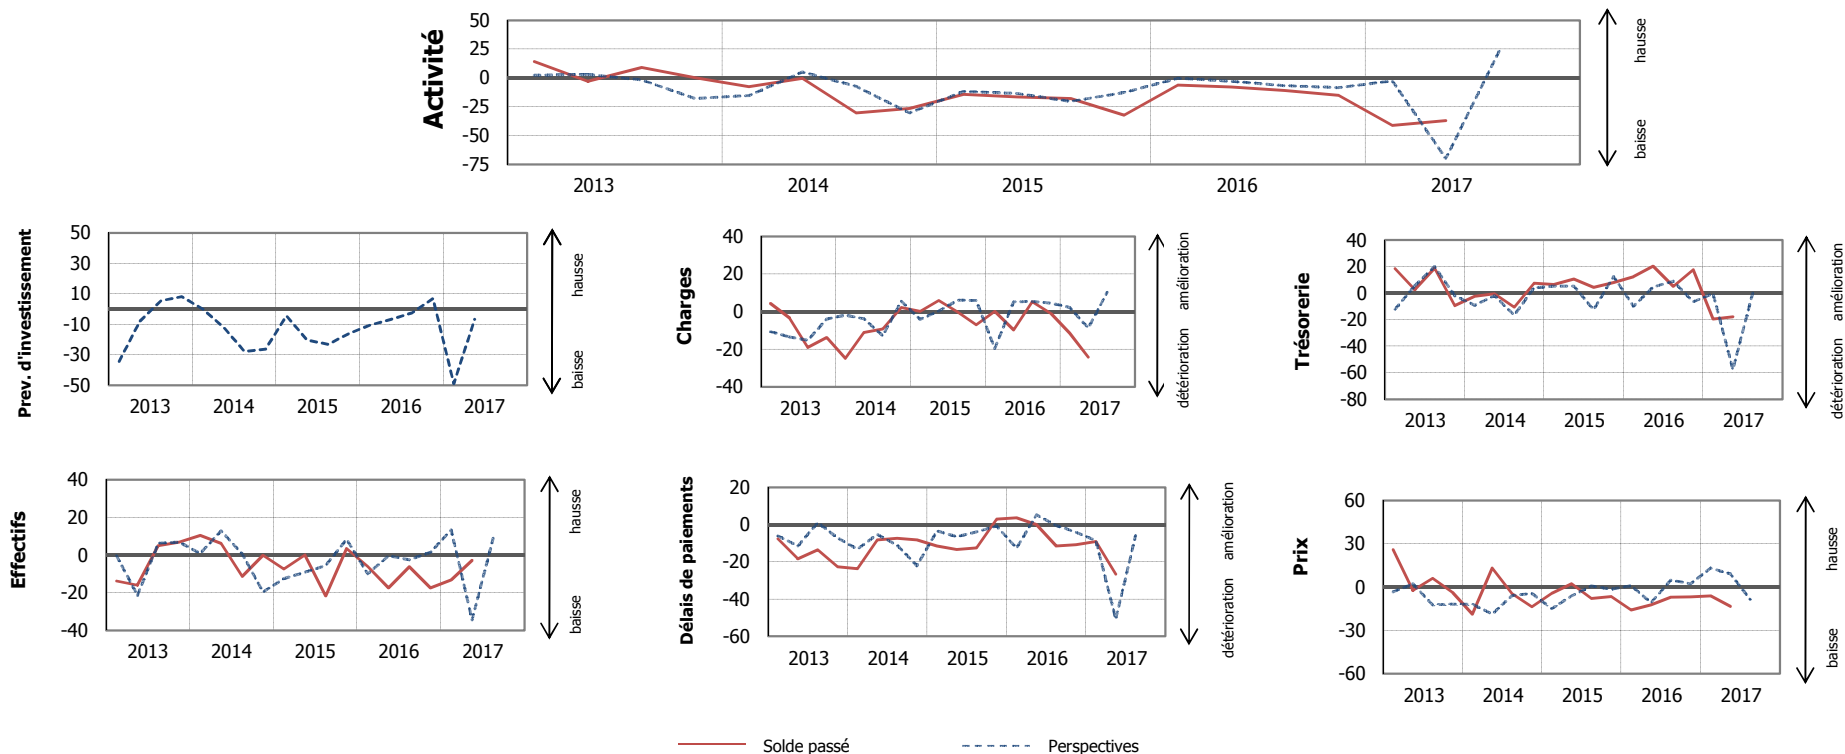 Activité
50
25
0
-25
-50
-75
2013 2014 2015 2016 2017
hausse
baisse
Prev. d'investissement
50
30
10
-10
-30
-50
2013 2014 2015 2016 2017
hausse
baisse
Charges
40
20
0
-20
-40
2013 2014 2015 2016 2017
amélioration
détérioration
Trésorerie
40
20
0
-20
-40
-60
-80
2013 2014 2015 2016 2017
amélioration
détérioration
Effectifs
40
20
0
-20
-40
2013 2014 2015 2016 2017
hausse
baisse
Délais de paiements
20
0
-20
-40
-60
2013 2014 2015 2016 2017
amélioration
détérioration
Prix
60
30
0
-30
-60
2013 2014 2015 2016 2017
hausse
baisse
Solde passé Perspectives